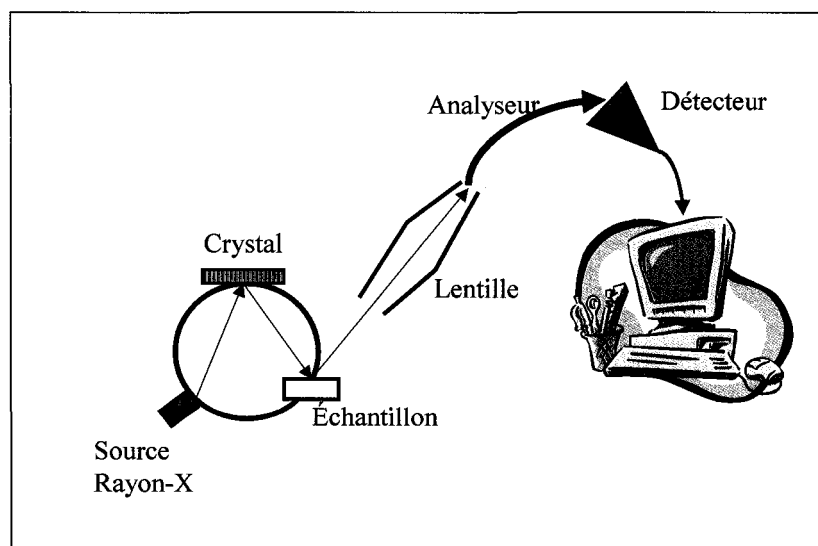 Analyseur
Détecteur
Crystal
Lentille
Échantillon
Source
Rayon-X